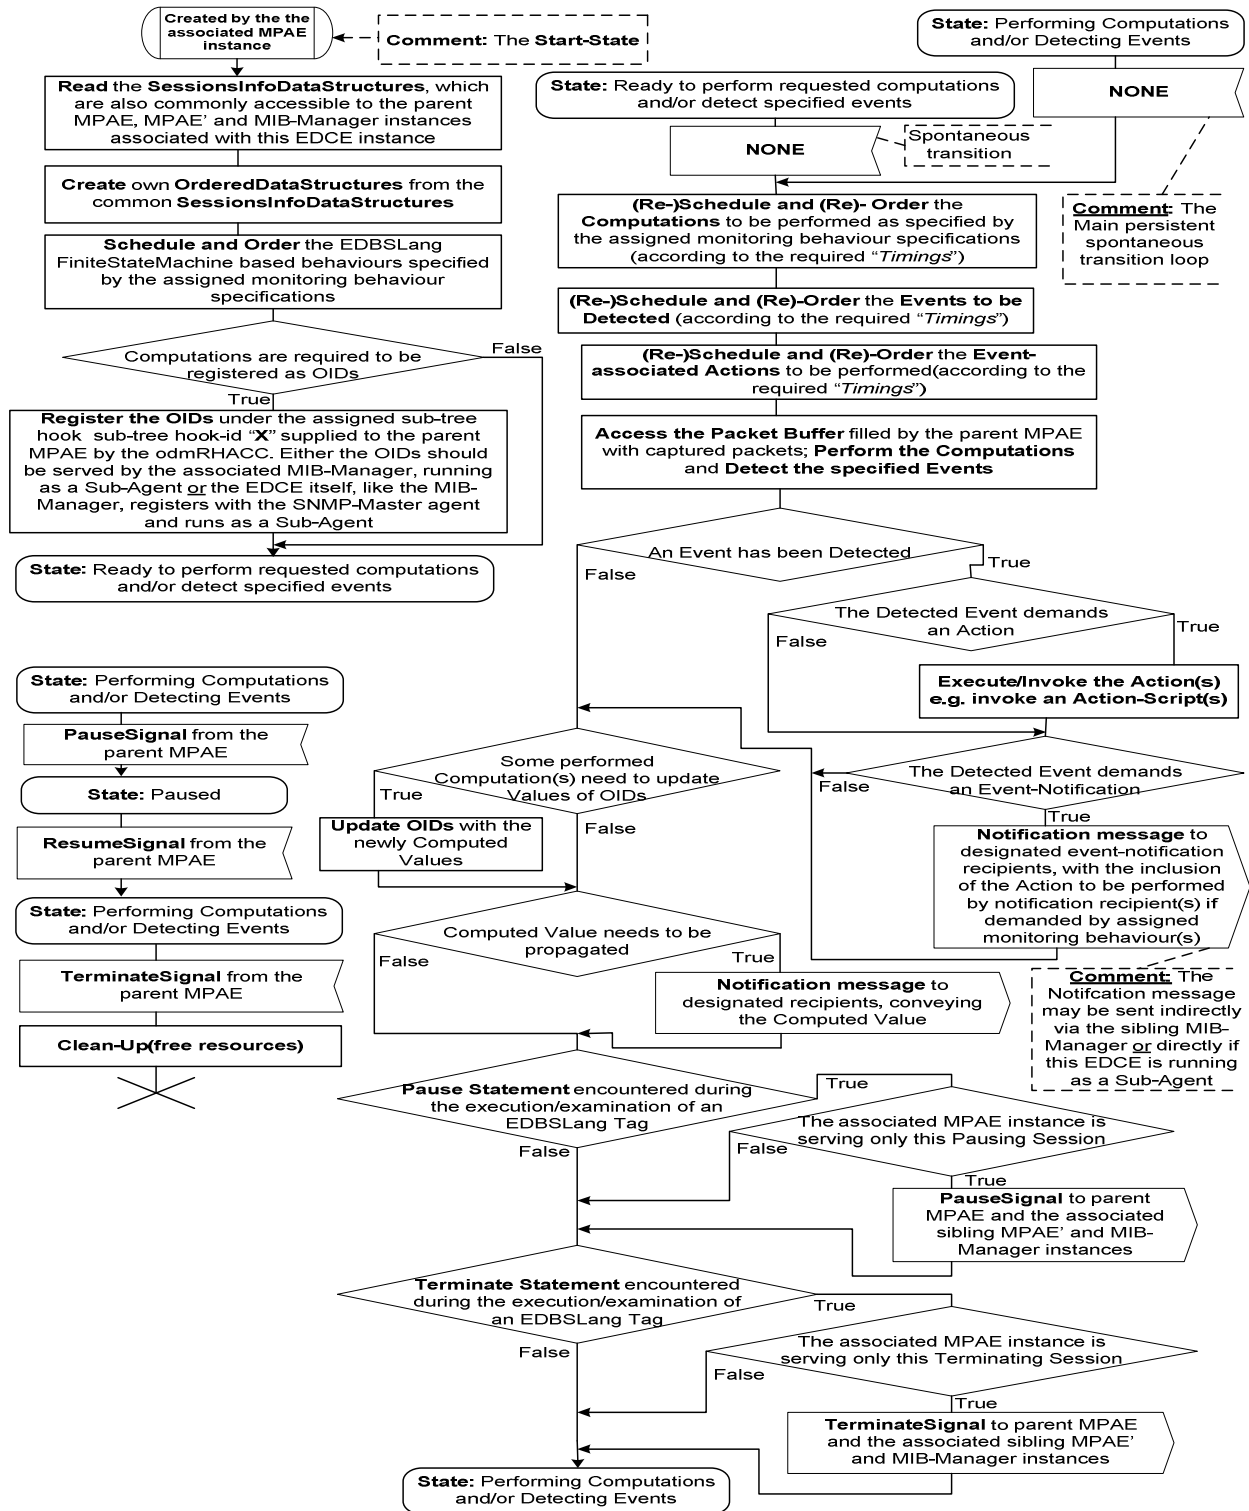 Created by the the
associated MPAE
instance
Comment: The Start-State
Read the SessionsInfoDataStructures, which
are also commonly accessible to the parent
MPAE, MPAE' and MIB-Manager instances
associated with this EDCE instance
Create own OrderedDataStructures from the
common SessionsInfoDataStructures
Schedule and Order the EDBSLang
FiniteStateMachine based behaviours specified
by the assigned monitoring behaviour
specifications
Computations are required to be
registered as OIDs
False
True
Register the OIDs under the assigned sub-tree
hook sub-tree hook-id "X" supplied to the parent
MPAE by the odmRHACC. Either the OIDs should
be served by the associated MIB-Manager, running
as a Sub-Agent or the EDCE itself, like the MIB-
Manager, registers with the SNMP-Master agent
and runs as a Sub-Agent
State: Ready to perform requested computations
and/or detect specified events
State: Performing Computations
and/or Detecting Events
PauseSignal from the
parent MPAE
State: Paused
ResumeSignal from the
parent MPAE
State: Performing Computations
and/or Detecting Events
TerminateSignal from the
parent MPAE
Clean-Up(free resources)
State: Performing Computations
and/or Detecting Events
NONE
State: Ready to perform requested computations
and/or detect specified events
NONE
Spontaneous
transition
Comment: The
Main persistent
spontaneous
transition loop
(Re-)Schedule and (Re)- Order the
Computations to be performed as specified by
the assigned monitoring behaviour specifications
(according to the required "Timings")
(Re-)Schedule and (Re)-Order the Events to be
Detected (according to the required "Timings")
(Re-)Schedule and (Re)-Order the Event-
associated Actions to be performed(according to the
required "Timings")
Access the Packet Buffer filled by the parent MPAE
with captured packets; Perform the Computations
and Detect the specified Events
An Event has been Detected
False
True
The Detected Event demands
an Action
False
True
Execute/Invoke the Action(s)
e.g. invoke an Action-Script(s)
The Detected Event demands
an Event-Notification
False
True
Notification message to
designated event-notification
recipients, with the inclusion
of the Action to be performed
by notification recipient(s) if
demanded by assigned
monitoring behaviour(s)
Comment: The
Notifcation message
may be sent indirectly
via the sibling MIB-
Manager or directly if
this EDCE is running
as a Sub-Agent
Some performed
Computation(s) need to update
Values of OIDs
True
False
Update OIDs with the
newly Computed
Values
Computed Value needs to be
propagated
False
True
Notification message to
designated recipients, conveying
the Computed Value
Pause Statement encountered during
the execution/examination of an
EDBSLang Tag
True
False
The associated MPAE instance is
serving only this Pausing Session
False
True
PauseSignal to parent
MPAE and the associated
sibling MPAE' and MIB-
Manager instances
Terminate Statement encountered
during the execution/examination of
an EDBSLang Tag
True
False
The associated MPAE instance is
serving only this Terminating Session
False
True
TerminateSignal to parent MPAE
and the associated sibling MPAE'
and MIB-Manager instances
State: Performing Computations
and/or Detecting Events